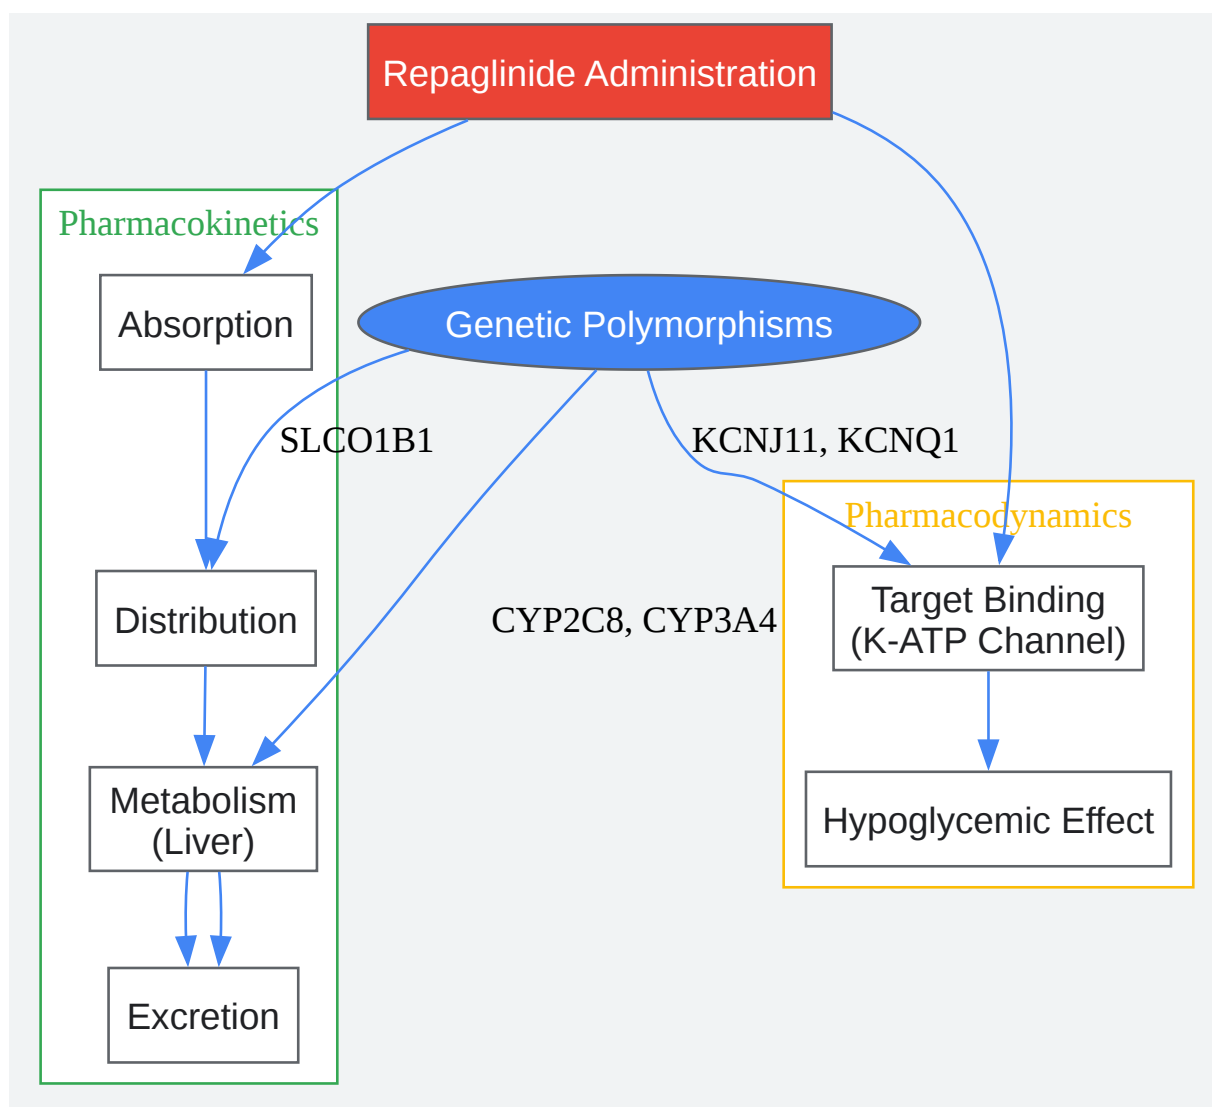 Repaglinide Administration
Pharmacokinetics
Absorption
Genetic Polymorphisms
SLCO1B1
KCNJ11, KCNQ1
Pharmacodynamics
Target Binding
(K-ATP Channel)
Distribution
CYP2C8, CYP3A4
Metabolism
(Liver)
Hypoglycemic Effect
Excretion